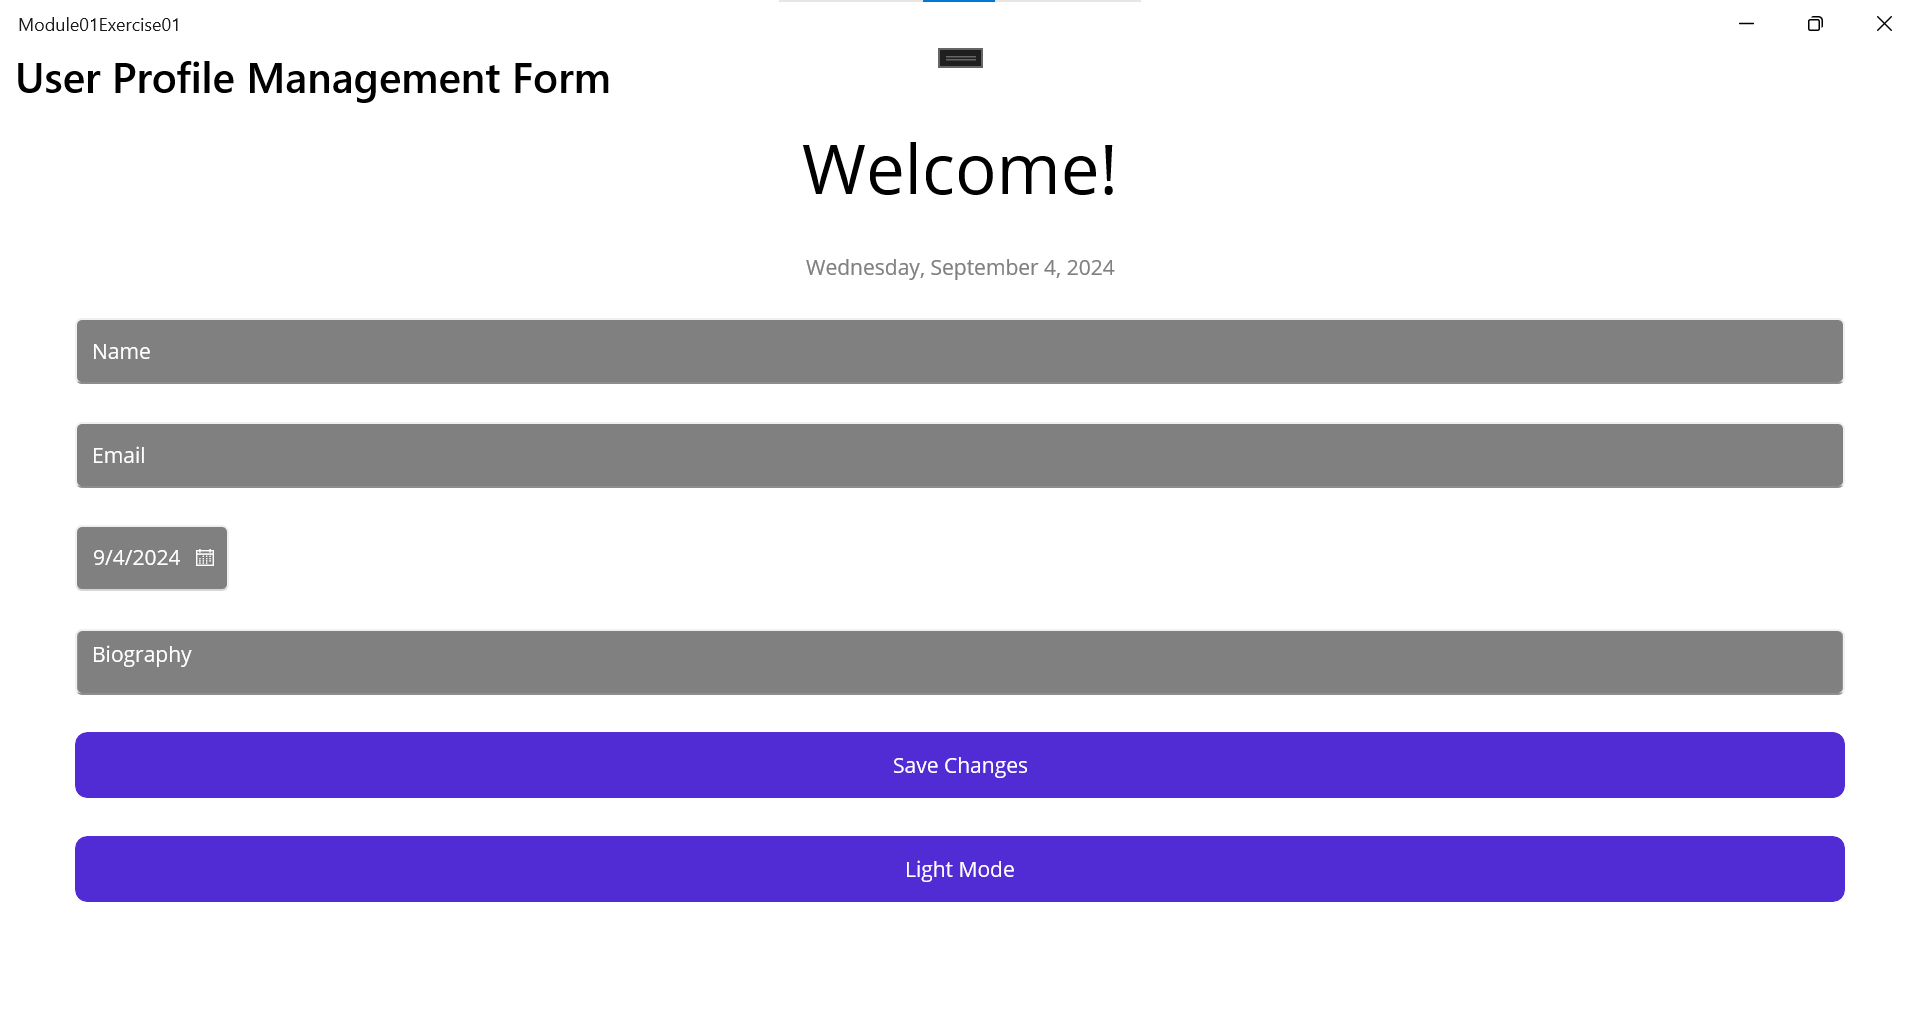 Module01Exercise01
User Profile Management Form
Welcome!
Wednesday, September 4, 2024
Name
Email
9/4/2024
Biography
Save Changes
Light Mode